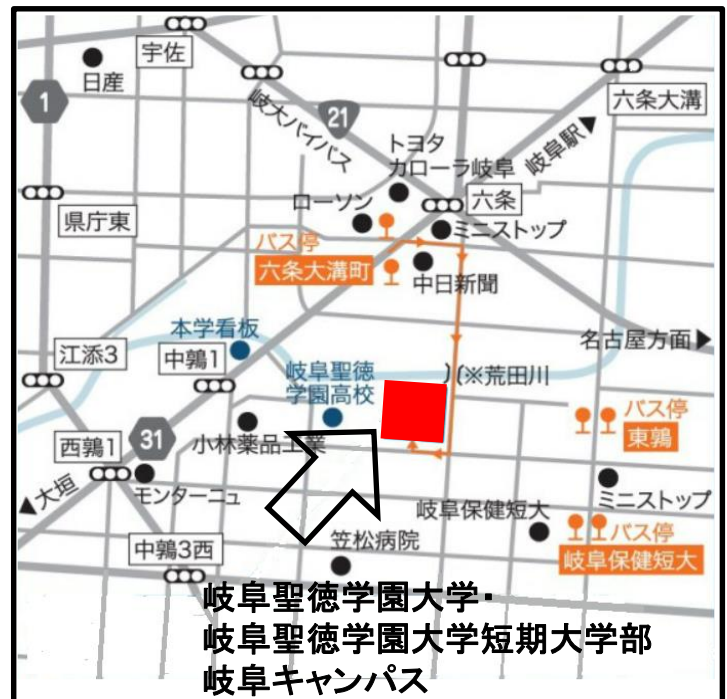 宇佐
日産
1
21
岐大バイパス
六条大溝
岐阜駅▶
トヨタ
カローラ岐阜
ローソン
六条
県庁東
バス停
六条大溝町
ミニストップ
中日新聞
本学看板
江添3
中鶉1
岐阜聖徳
学園高校
※荒田川
名古屋方面▶
バス停
東鶉
西鶉1
31
小林薬品工業
◀大垣
モンターニュ
ミニストップ
岐阜保健短大
バス停
岐阜保健短大
中鶉3西
笠松病院
岐阜聖徳学園大学・
岐阜聖徳学園大学短期大学部
岐阜キャンパス